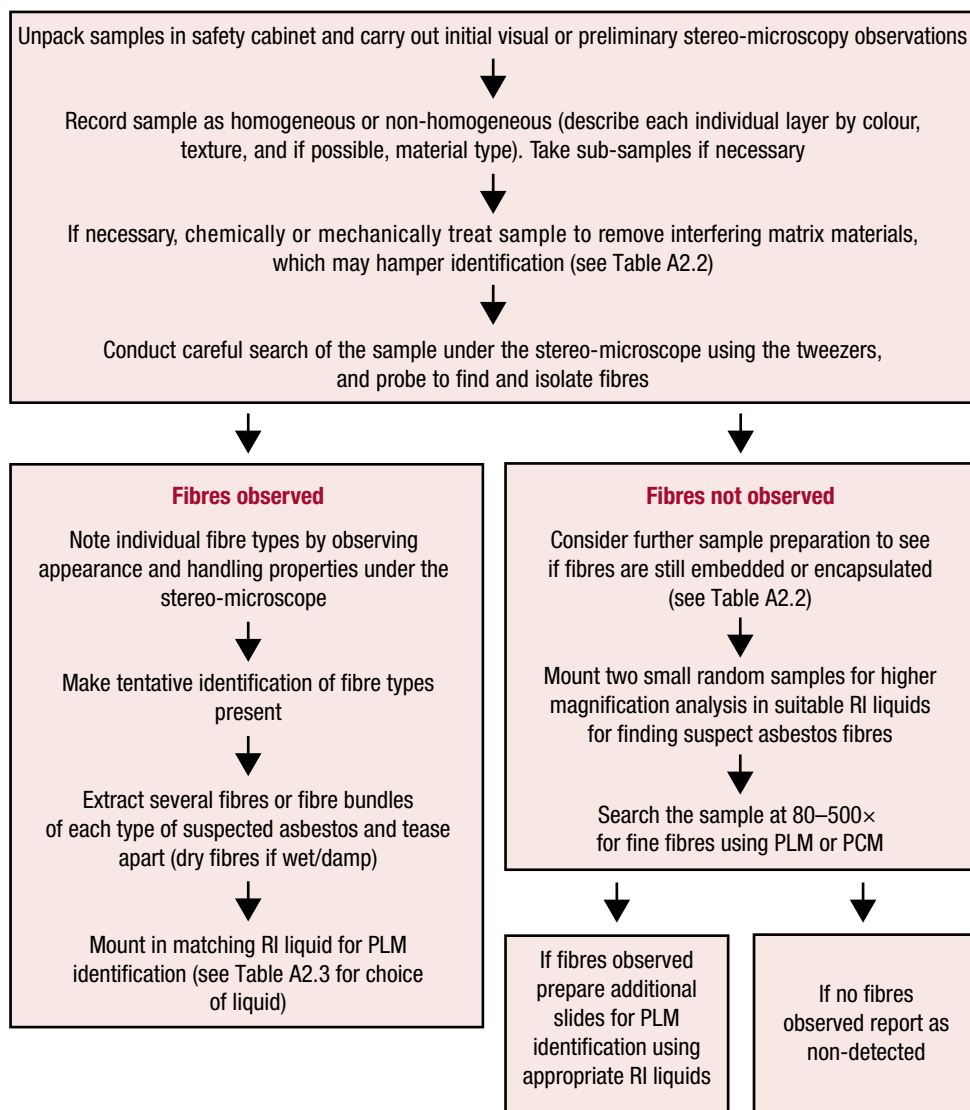 Unpack samples in safety cabinet and carry out initial visual or preliminary stereo-microscopy observations
Record sample as homogeneous or non-homogeneous (describe each individual layer by colour,
texture, and if possible, material type). Take sub-samples if necessary
If necessary, chemically or mechanically treat sample to remove interfering matrix materials,
which may hamper identification (see Table A2.2)
Conduct careful search of the sample under the stereo-microscope using the tweezers,
and probe to find and isolate fibres
Fibres observed
Note individual fibre types by observing
appearance and handling properties under the
stereo-microscope
Make tentative identification of fibre types
present
Extract several fibres or fibre bundles
of each type of suspected asbestos and tease
apart (dry fibres if wet/damp)
Mount in matching RI liquid for PLM
identification (see Table A2.3 for choice
of liquid)
Fibres not observed
Consider further sample preparation to see
if fibres are still embedded or encapsulated
(see Table A2.2)
Mount two small random samples for higher
magnification analysis in suitable RI liquids
for finding suspect asbestos fibres
Search the sample at 80–500×
for fine fibres using PLM or PCM
If fibres observed
prepare additional
slides for PLM
identification using
appropriate RI liquids
If no fibres
observed report as
non-detected